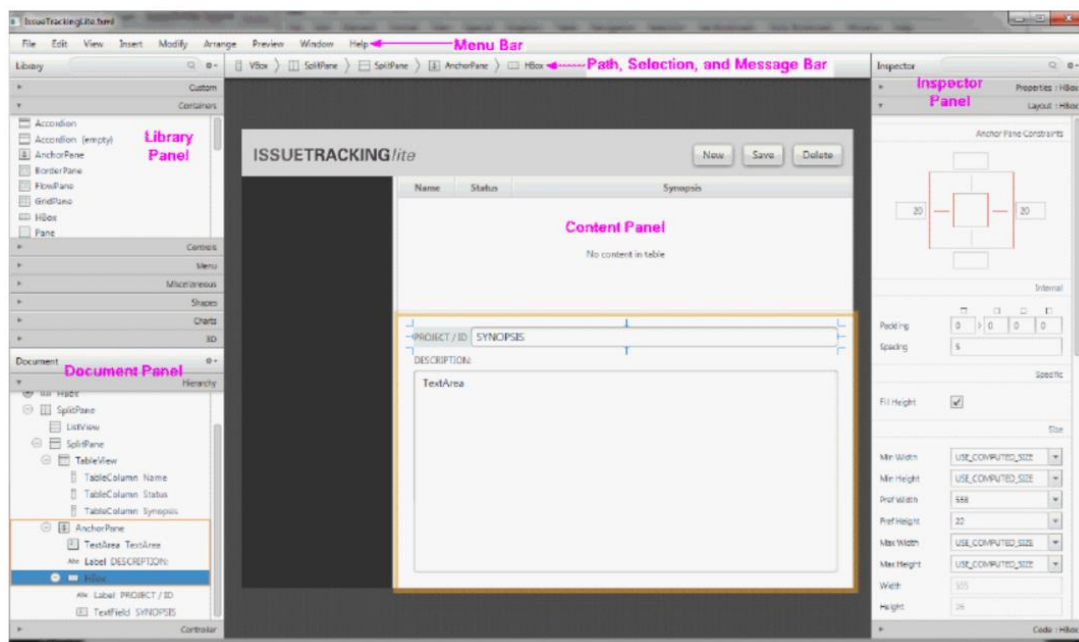 IssueTrackingLite.fxml
File Edit View Insert Modify Arrange Preview Window Help
Menu Bar
Library
VBox SplitPane SplitPane AnchorPane HBox
Path, Selection, and Message Bar
Inspector
Custom
Containers
Accordion
Accordion (empty)
AnchorPane
BorderPane
FlowPane
GridPane
HBox
Pane
Library
Panel
Controls
Menu
Miscellaneous
Shapes
Charts
3D
Document
Document Panel
Hierarchy
HBox
SplitPane
ListView
SplitPane
TableView
TableColumn Name
TableColumn Status
TableColumn Synopsis
AnchorPane
TextArea TextArea
Abc Label DESCRIPTION:
HBox
Abc Label PROJECT / ID
TextField SYNOPSIS
Controller
ISSUETRACKINGlite
New Save Delete
Name Status Synopsis
Content Panel
No content in table
PROJECT / ID SYNOPSIS
DESCRIPTION:
TextArea
Inspector
Panel
Properties : HBox
Layout : HBox
Anchor Pane Constraints
20 20
Internal
Padding 0 0 0 0
Spacing 5
Specific
Fill Height
Size
Min Width USE_COMPUTED_SIZE
Min Height USE_COMPUTED_SIZE
Pref Width
Pref Height 22
Max Width USE_COMPUTED_SIZE
Max Height USE_COMPUTED_SIZE
Width
Height
Code : HBox